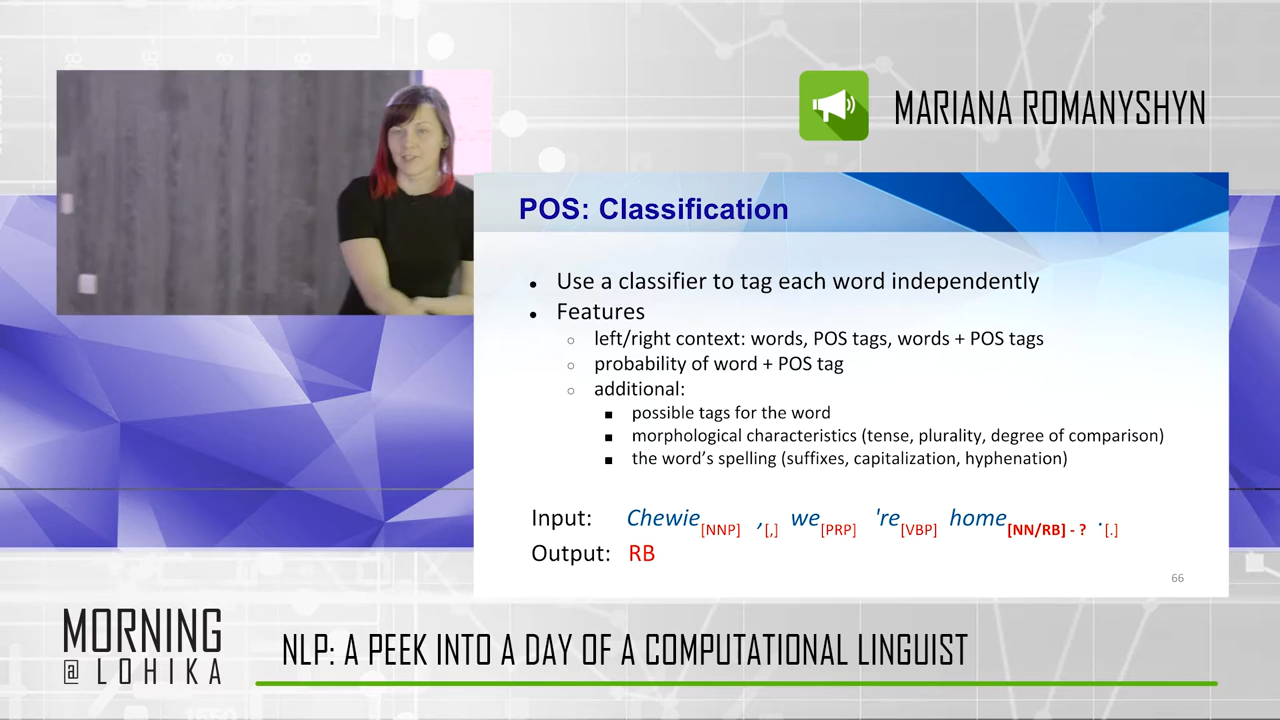 MARIANA ROMANYSHYN
POS: Classification
• Use a classifier to tag each word independently
• Features
○ left/right context: words, POS tags, words + POS tags
○ probability of word + POS tag
○ additional:
■ possible tags for the word
■ morphological characteristics (tense, plurality, degree of comparison)
■ the word's spelling (suffixes, capitalization, hyphenation)
Input: Chewie[NNP] ,[,] we[PRP] 're[VBP] home[NN/RB] - ? .[.]
Output: RB
66
MORNING
@ LOHIKA
NLP: A PEEK INTO A DAY OF A COMPUTATIONAL LINGUIST